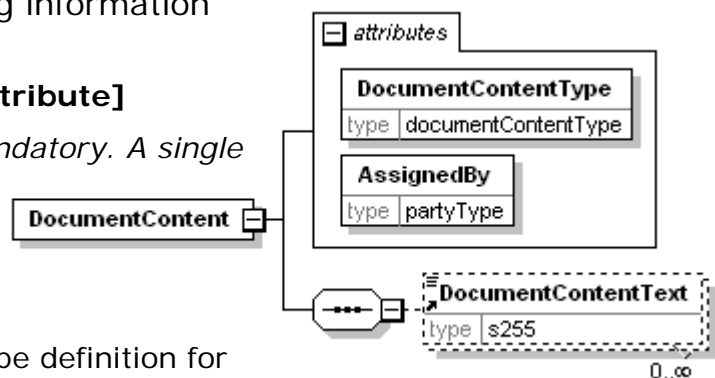 g information
tribute]
ndatory. A single
pe definition for
attributes
DocumentContentType
type documentContentType
AssignedBy
type partyType
DocumentContent
DocumentContentText
type s255
0..∞